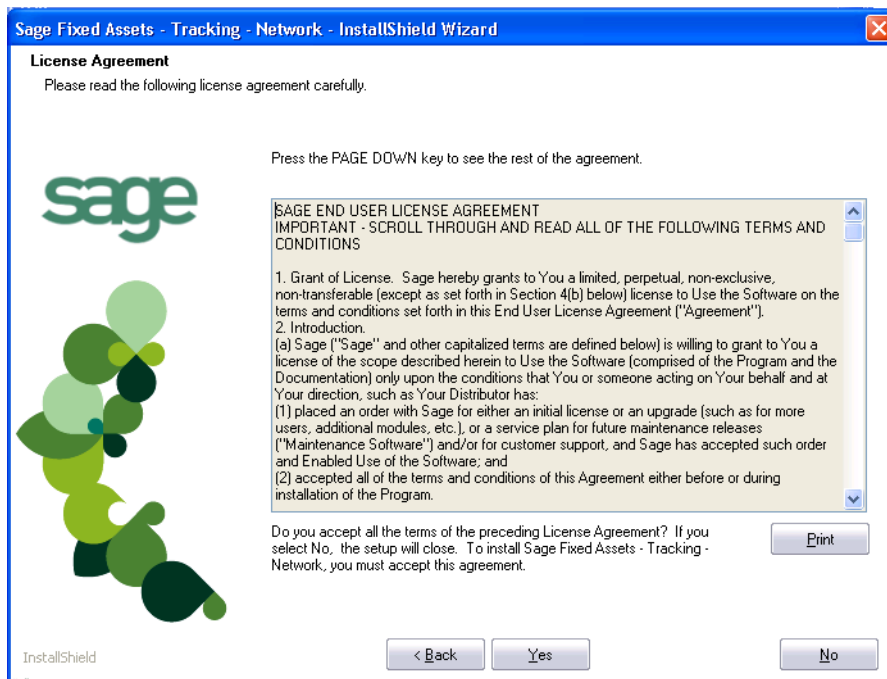 Sage Fixed Assets - Tracking - Network - InstallShield Wizard
License Agreement
Please read the following license agreement carefully.
Press the PAGE DOWN key to see the rest of the agreement.
sage
SAGE END USER LICENSE AGREEMENT
IMPORTANT - SCROLL THROUGH AND READ ALL OF THE FOLLOWING TERMS AND
CONDITIONS
1. Grant of License.  Sage hereby grants to You a limited, perpetual, non-exclusive,
non-transferable (except as set forth in Section 4(b) below) license to Use the Software on the
terms and conditions set forth in this End User License Agreement ("Agreement").
2. Introduction.
(a) Sage ("Sage" and other capitalized terms are defined below) is willing to grant to You a
license of the scope described herein to Use the Software (comprised of the Program and the
Documentation) only upon the conditions that You or someone acting on Your behalf and at
Your direction, such as Your Distributor has:
(1) placed an order with Sage for either an initial license or an upgrade (such as for more
users, additional modules, etc.), or a service plan for future maintenance releases
("Maintenance Software") and/or for customer support, and Sage has accepted such order
and Enabled Use of the Software; and
(2) accepted all of the terms and conditions of this Agreement either before or during
installation of the Program.
Do you accept all the terms of the preceding License Agreement?  If you
select No,  the setup will close.  To install Sage Fixed Assets - Tracking -
Network, you must accept this agreement.
Print
InstallShield
< Back
Yes
No